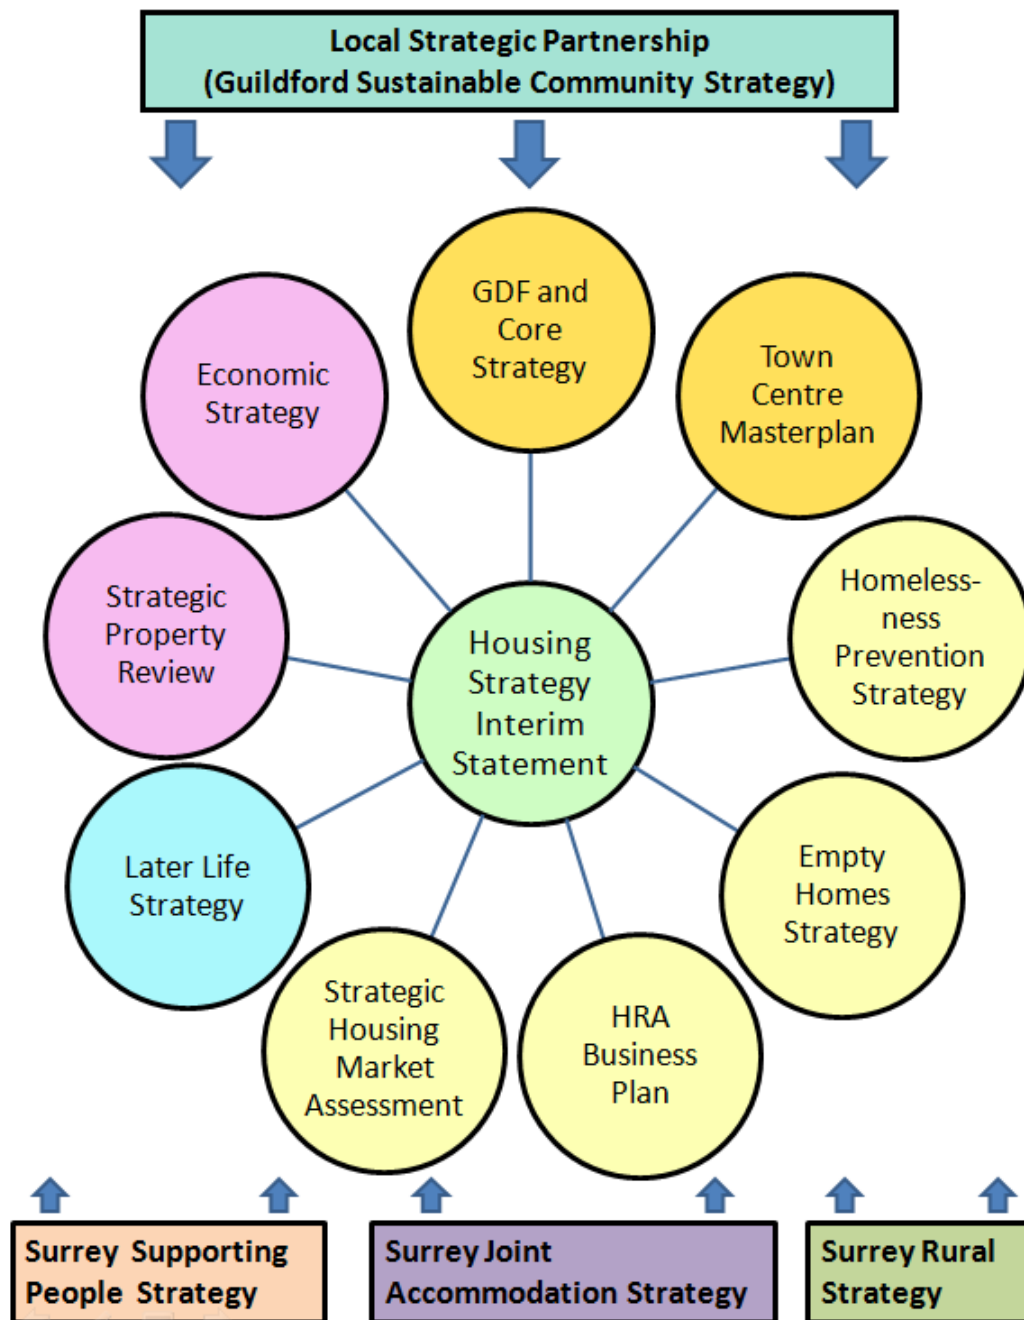 Local Strategic Partnership
(Guildford Sustainable Community Strategy)
GDF and
Core
Strategy
Economic
Strategy
Town
Centre
Masterplan
Strategic
Property
Review
Homeless-
ness
Prevention
Strategy
Housing
Strategy
Interim
Statement
Later Life
Strategy
Empty
Homes
Strategy
Strategic
Housing
Market
Assessment
HRA
Business
Plan
Surrey Supporting
People Strategy
Surrey Joint
Accommodation Strategy
Surrey Rural
Strategy